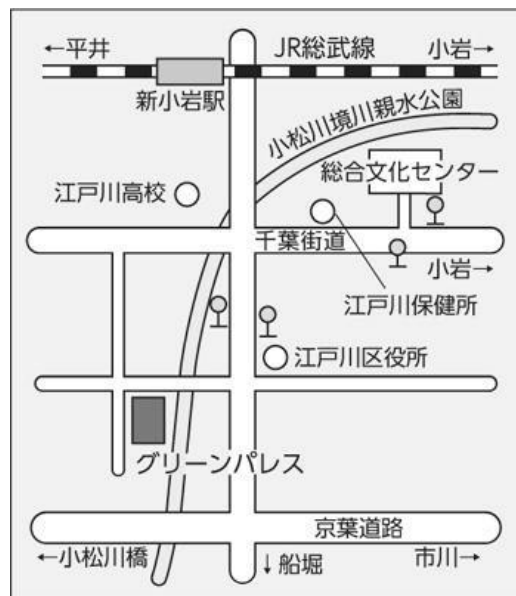 ←平井
JR総武線
小岩→
新小岩駅
小松川境川親水公園
総合文化センター
江戸川高校
千葉街道
小岩→
江戸川保健所
江戸川区役所
グリーンパレス
京葉道路
←小松川橋
↓船堀
市川→